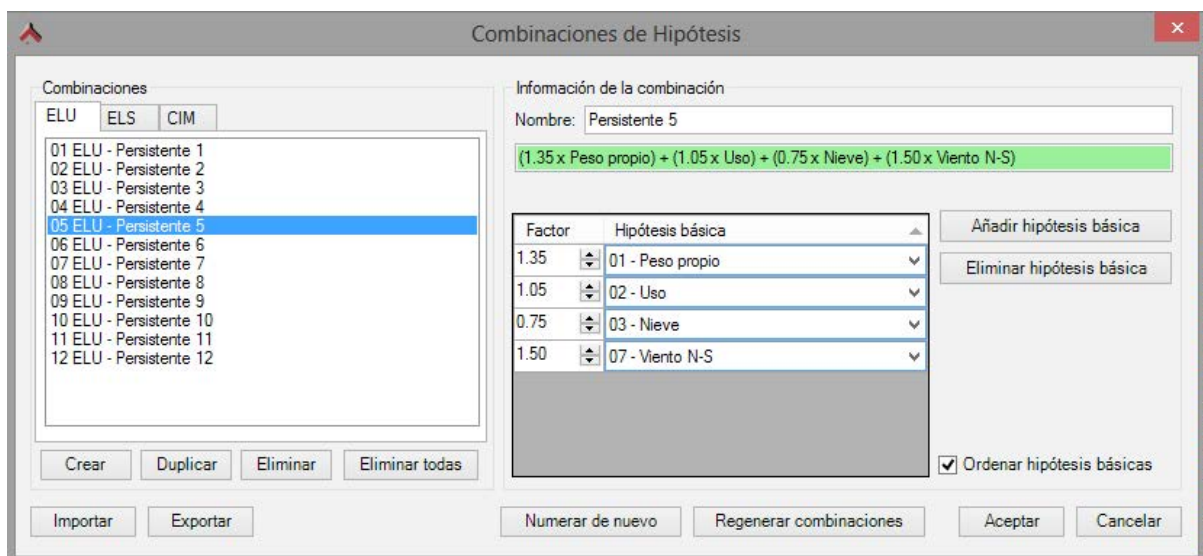 Combinaciones de Hipótesis
Combinaciones
ELU ELS CIM
01 ELU - Persistente 1
02 ELU - Persistente 2
03 ELU - Persistente 3
04 ELU - Persistente 4
05 ELU - Persistente 5
06 ELU - Persistente 6
07 ELU - Persistente 7
08 ELU - Persistente 8
09 ELU - Persistente 9
10 ELU - Persistente 10
11 ELU - Persistente 11
12 ELU - Persistente 12
Crear Duplicar Eliminar Eliminar todas
Información de la combinación
Nombre: Persistente 5
(1.35 x Peso propio) + (1.05 x Uso) + (0.75 x Nieve) + (1.50 x Viento N-S)
Factor Hipótesis básica
1.35 01 - Peso propio
1.05 02 - Uso
0.75 03 - Nieve
1.50 07 - Viento N-S
Añadir hipótesis básica
Eliminar hipótesis básica
Ordenar hipótesis básicas
Importar Exportar Numerar de nuevo Regenerar combinaciones Aceptar Cancelar